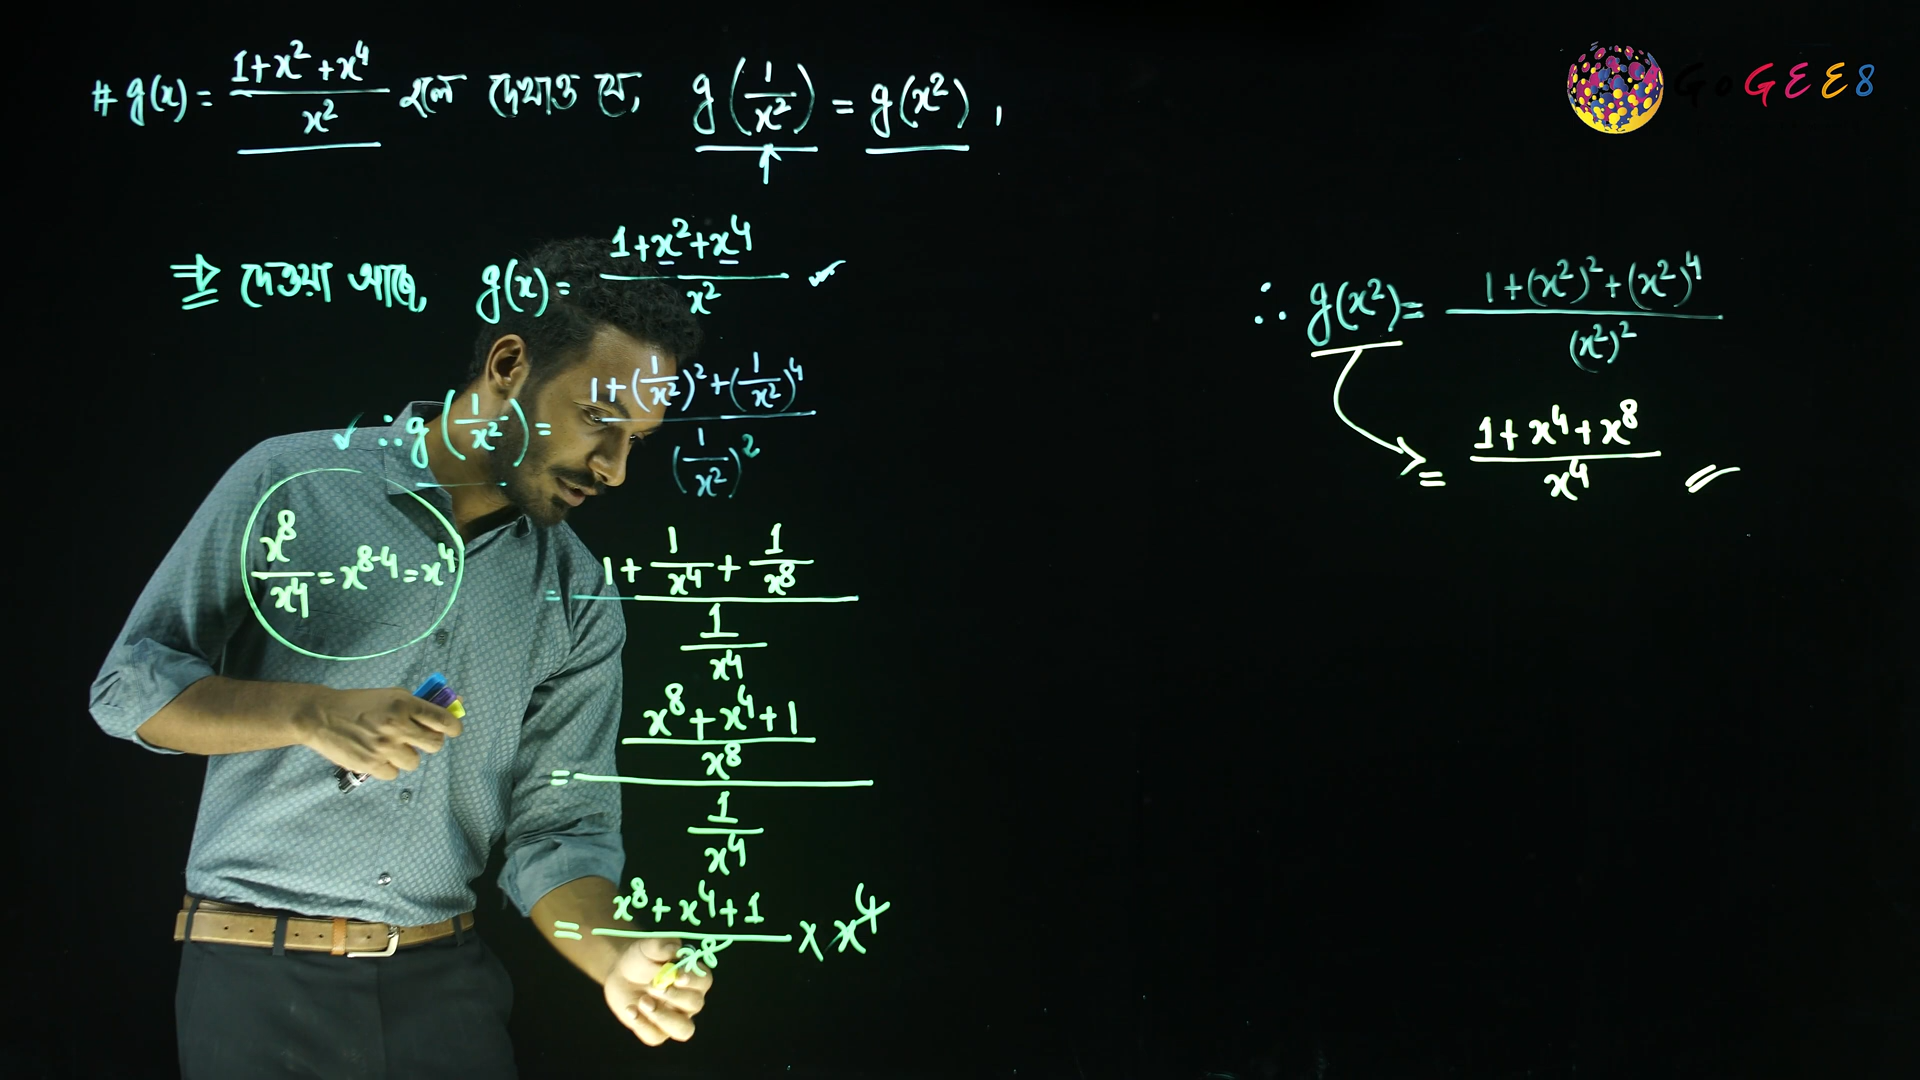 # g(x) = (1+x²+x⁴)/x² হলে দেখাও যে, g(1/x²) = g(x²) ,
GoGEE8
⇒ দেওয়া আছে, g(x) = (1+x²+x⁴)/x² ✓
✓ ∴ g(1/x²) = (1+(1/x²)²+(1/x²)⁴)/(1/x²)²
x⁸/x⁴ = x⁸⁻⁴ = x⁴
= (1+1/x⁴+1/x⁸)/(1/x⁴)
= ((x⁸+x⁴+1)/x⁸)/(1/x⁴)
= (x⁸+x⁴+1)/x⁸ × x⁴
∴ g(x²) = (1+(x²)²+(x²)⁴)/(x²)²
= (1+x⁴+x⁸)/x⁴